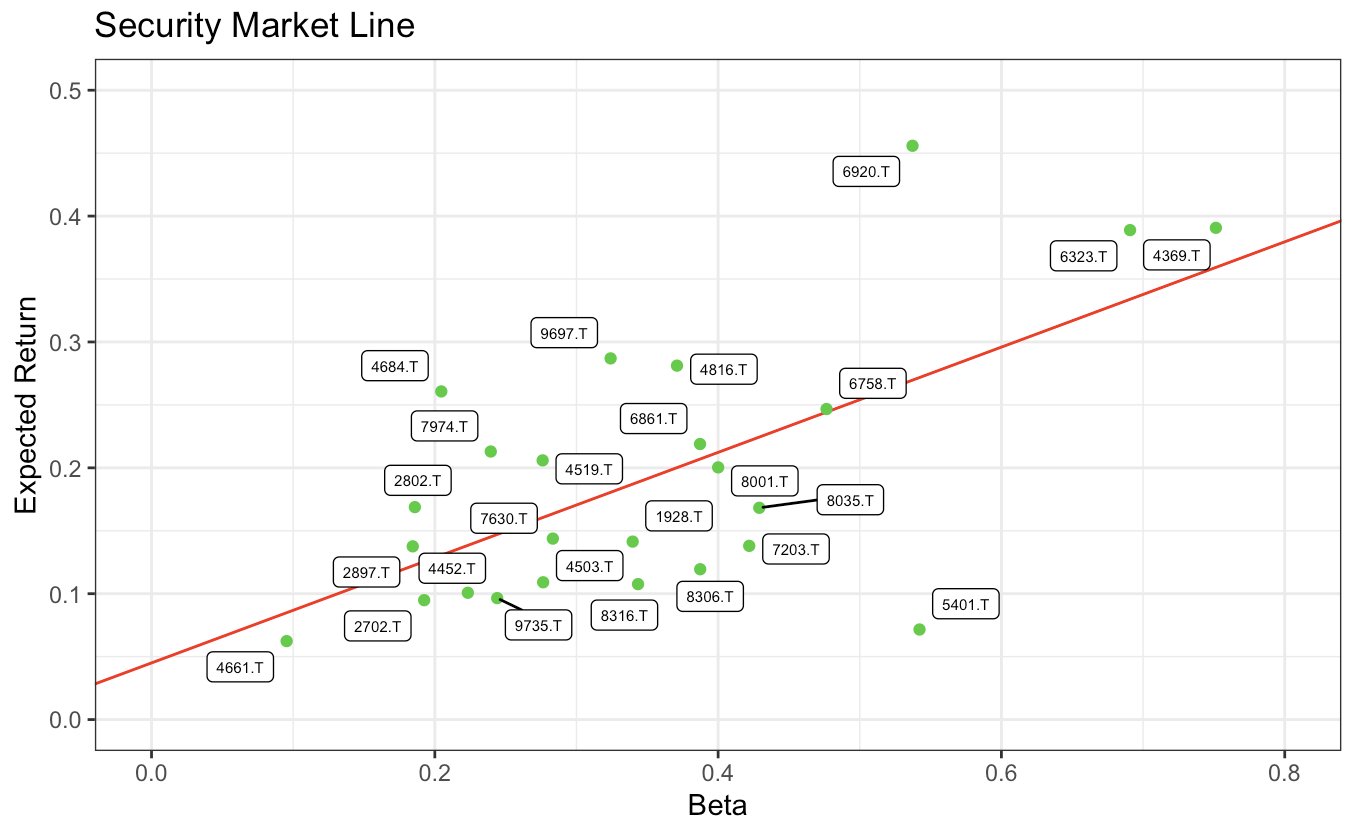 Security Market Line
Expected Return
0.5
0.4
0.3
0.2
0.1
0.0
6920.T
6323.T
4369.T
9697.T
4684.T
4816.T
6758.T
6861.T
7974.T
4519.T
2802.T
8001.T
8035.T
7630.T
1928.T
7203.T
2897.T
4452.T
4503.T
8306.T
5401.T
8316.T
2702.T
9735.T
4661.T
0.0
0.2
0.4
0.6
0.8
Beta